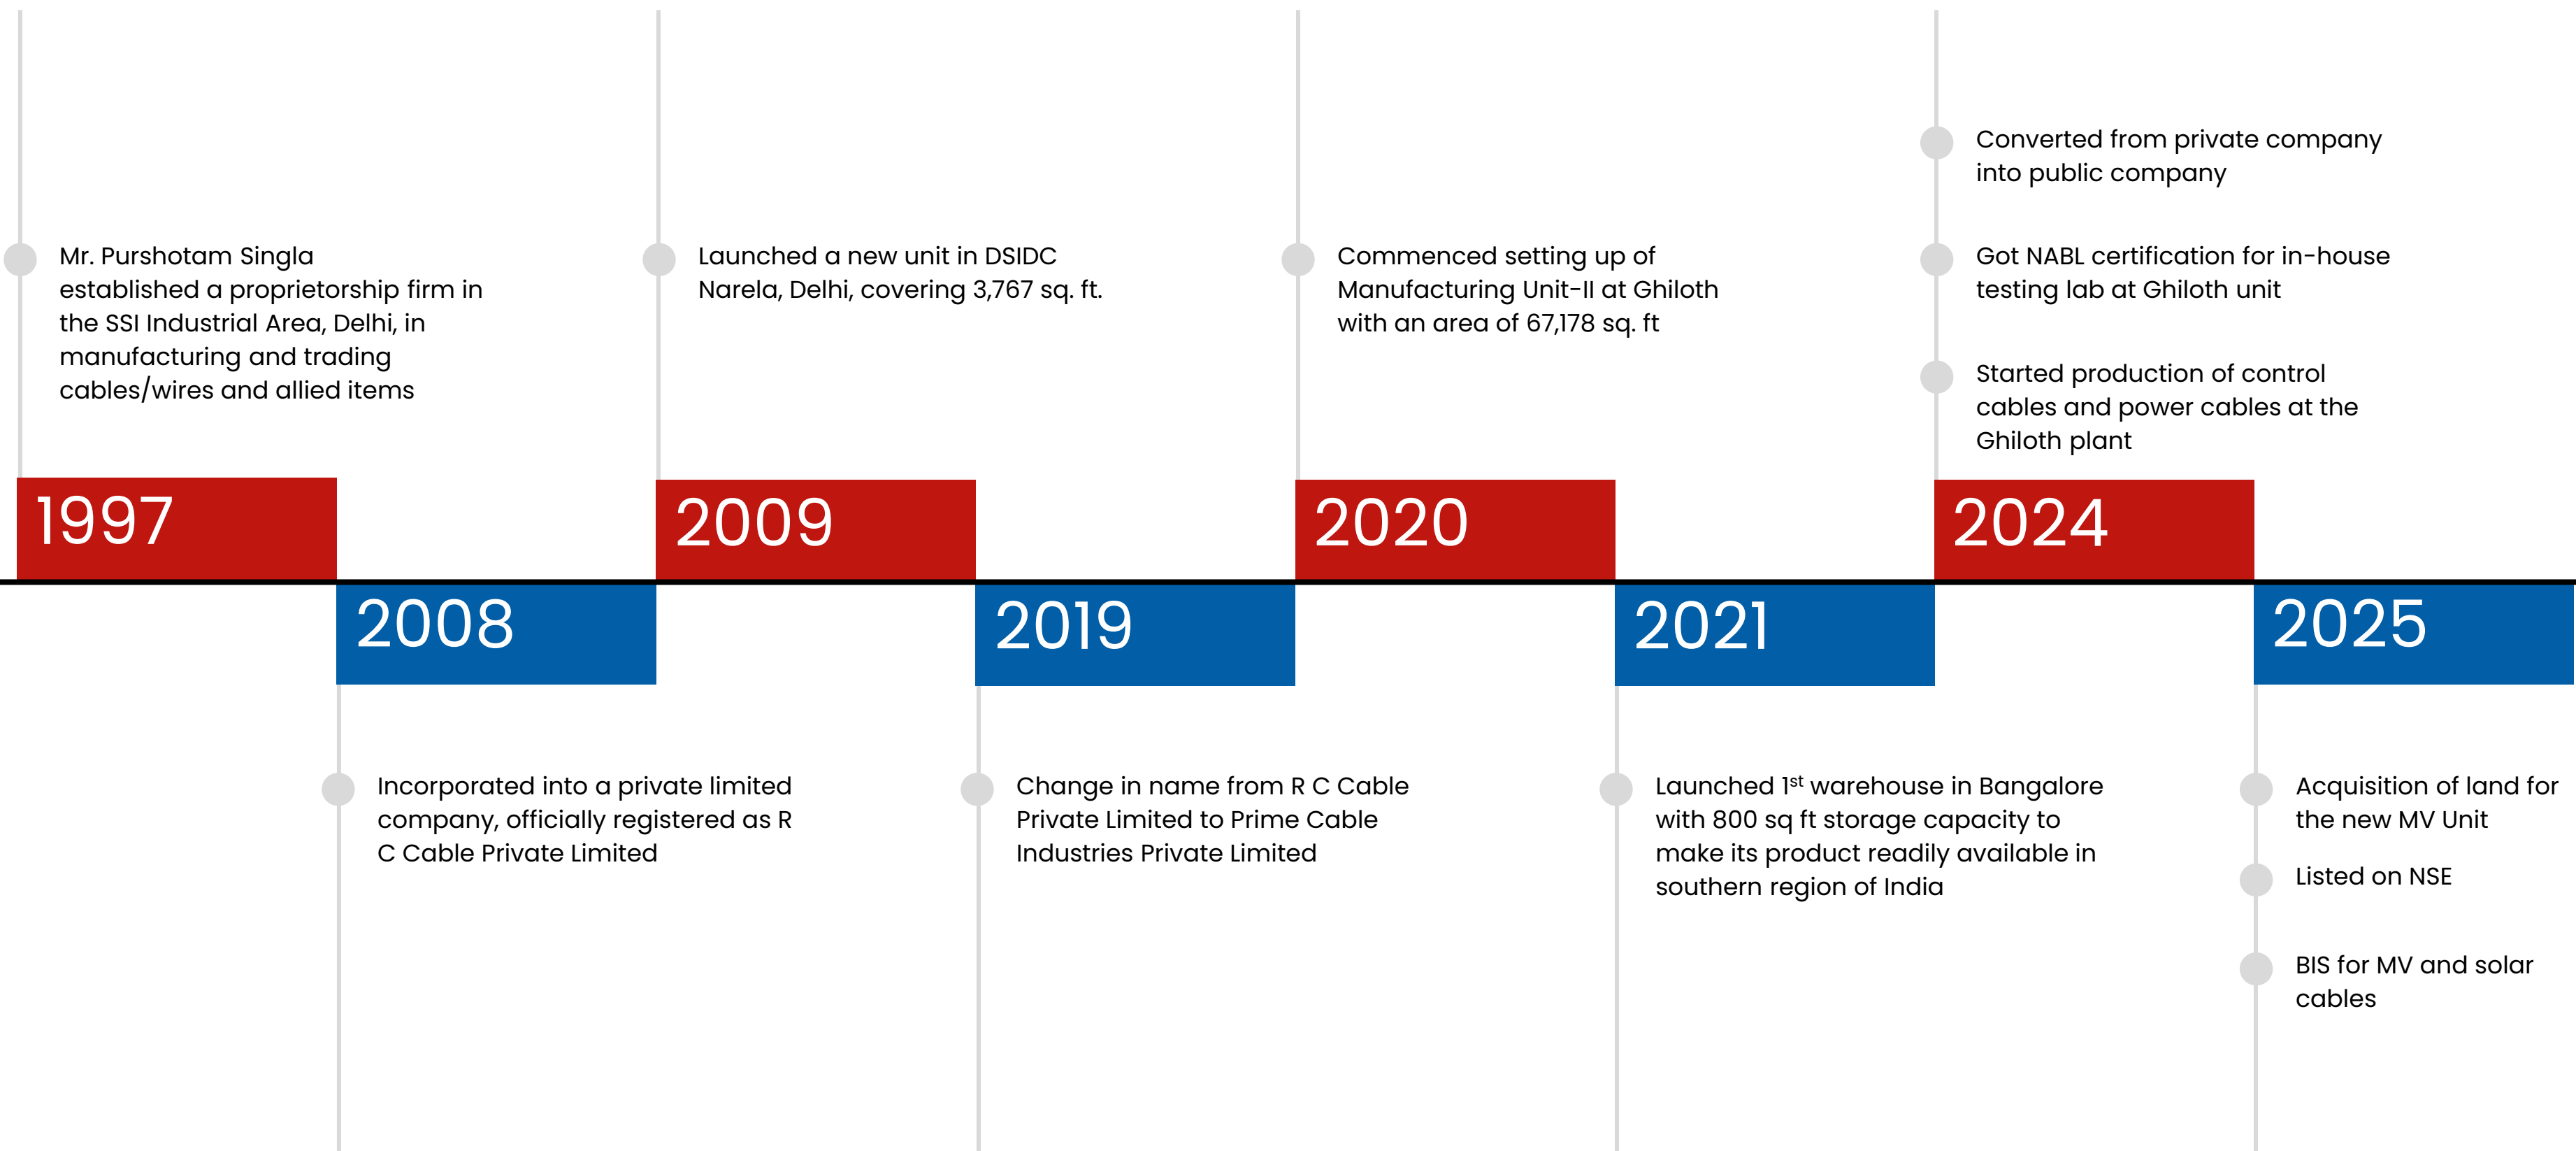 1997
Mr. Purshotam Singla
established a proprietorship firm in
the SSI Industrial Area, Delhi, in
manufacturing and trading
cables/wires and allied items
2008
Incorporated into a private limited
company, officially registered as R
C Cable Private Limited
2009
Launched a new unit in DSIDC
Narela, Delhi, covering 3,767 sq. ft.
2019
Change in name from R C Cable
Private Limited to Prime Cable
Industries Private Limited
2020
Commenced setting up of
Manufacturing Unit-II at Ghiloth
with an area of 67,178 sq. ft
2021
Launched 1st warehouse in Bangalore
with 800 sq ft storage capacity to
make its product readily available in
southern region of India
2024
Converted from private company
into public company
Got NABL certification for in-house
testing lab at Ghiloth unit
Started production of control
cables and power cables at the
Ghiloth plant
2025
Acquisition of land for
the new MV Unit
Listed on NSE
BIS for MV and solar
cables